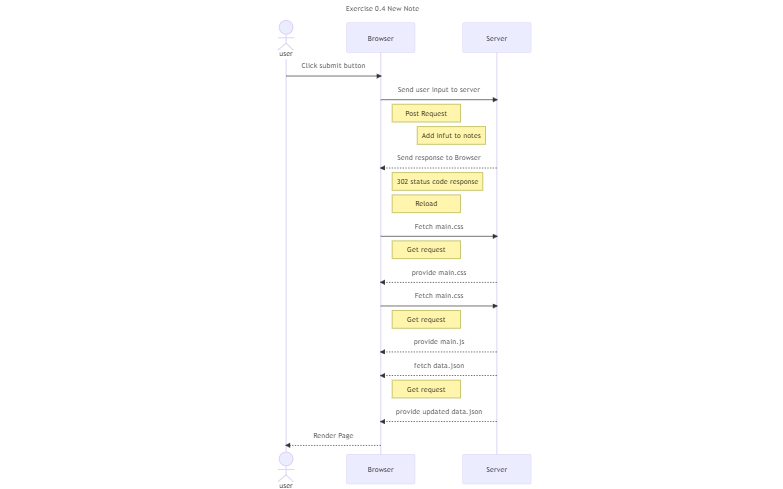 Exercise 0.4 New Note
Browser
Server
user
Click submit button
Send user input to server
Post Request
Add infut to notes
Send response to Browser
302 status code response
Reload
Fetch main.css
Get request
provide main.css
Fetch main.css
Get request
provide main.js
fetch data.json
Get request
provide updated data.json
Render Page
Browser
Server
user